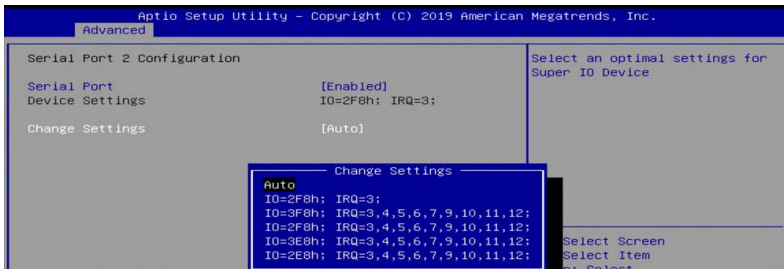 Aptio Setup Utility – Copyright (C) 2019 American Megatrends, Inc.
Advanced
Serial Port 2 Configuration
Serial Port [Enabled]
Device Settings IO=2F8h; IRQ=3;
Change Settings [Auto]
Select an optimal settings for
Super IO Device
Change Settings
Auto
IO=2F8h; IRQ=3;
IO=3F8h; IRQ=3,4,5,6,7,9,10,11,12;
IO=2F8h; IRQ=3,4,5,6,7,9,10,11,12;
IO=3E8h; IRQ=3,4,5,6,7,9,10,11,12;
IO=2E8h; IRQ=3,4,5,6,7,9,10,11,12;
Select Screen
Select Item
Select